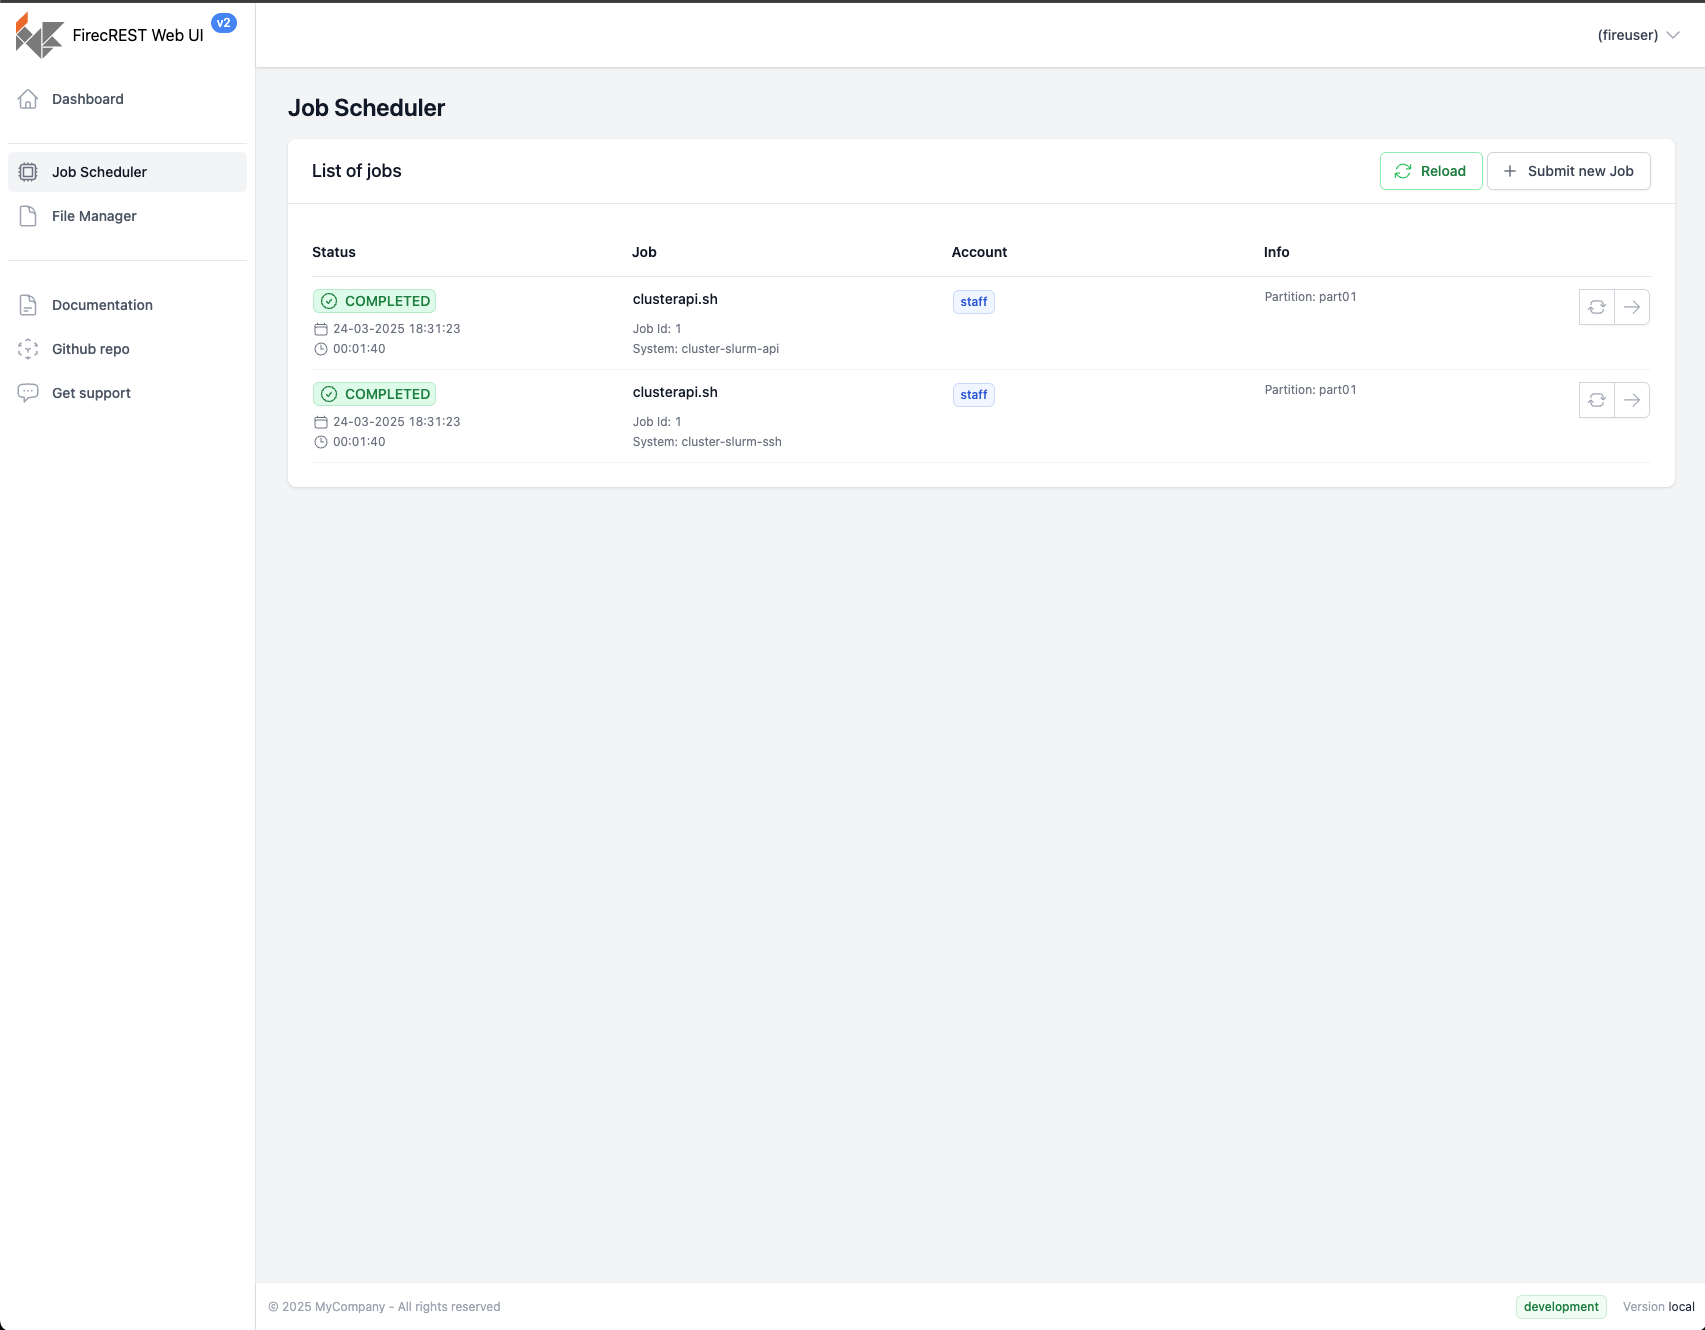 FirecREST Web UI
v2
(fireuser)
Dashboard
Job Scheduler
File Manager
Documentation
Github repo
Get support
Job Scheduler
List of jobs
Reload
Submit new Job
Status Job Account Info
COMPLETED
24-03-2025 18:31:23
00:01:40
clusterapi.sh
Job Id: 1
System: cluster-slurm-api
staff
Partition: part01
COMPLETED
24-03-2025 18:31:23
00:01:40
clusterapi.sh
Job Id: 1
System: cluster-slurm-ssh
staff
Partition: part01
© 2025 MyCompany - All rights reserved
development
Version local